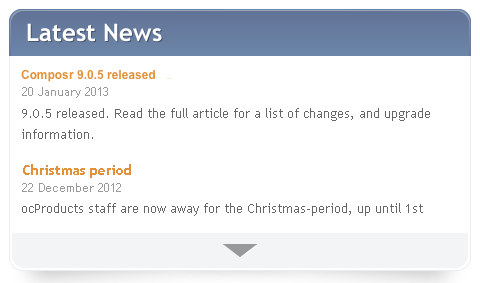 Latest News
Composr 9.0.5 released
20 January 2013
9.0.5 released. Read the full article for a list of changes, and upgrade
information.
Christmas period
22 December 2012
ocProducts staff are now away for the Christmas-period, up until 1st